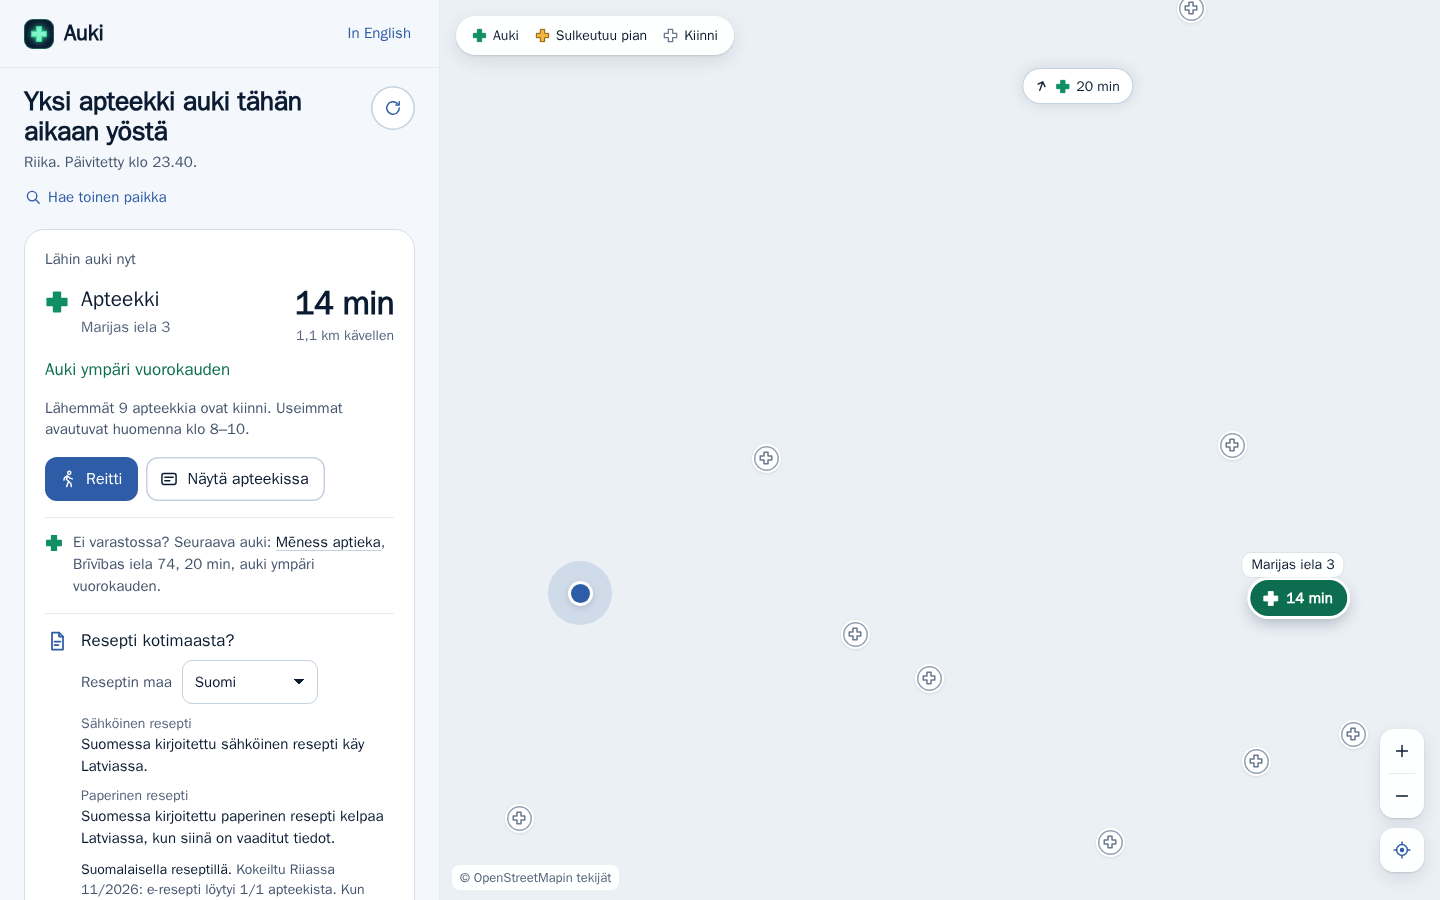 Auki
In English
Yksi apteekki auki tähän
aikaan yöstä
Riika. Päivitetty klo 23.40.
Hae toinen paikka
Lähin auki nyt
Apteekki
14 min
Marijas iela 3
1,1 km kävellen
Auki ympäri vuorokauden
Lähemmät 9 apteekkia ovat kiinni. Useimmat
avautuvat huomenna klo 8–10.
Reitti
Näytä apteekissa
Ei varastossa? Seuraava auki: Mēness aptieka,
Brīvības iela 74, 20 min, auki ympäri
vuorokauden.
Resepti kotimaasta?
Reseptin maa
Suomi
Sähköinen resepti
Suomessa kirjoitettu sähköinen resepti käy
Latviassa.
Paperinen resepti
Suomessa kirjoitettu paperinen resepti kelpaa
Latviassa, kun siinä on vaaditut tiedot.
Suomalaisella reseptillä. Kokeiltu Riiassa
11/2026: e-resepti löytyi 1/1 apteekista. Kun
Auki
Sulkeutuu pian
Kiinni
20 min
Marijas iela 3
14 min
© OpenStreetMapin tekijät